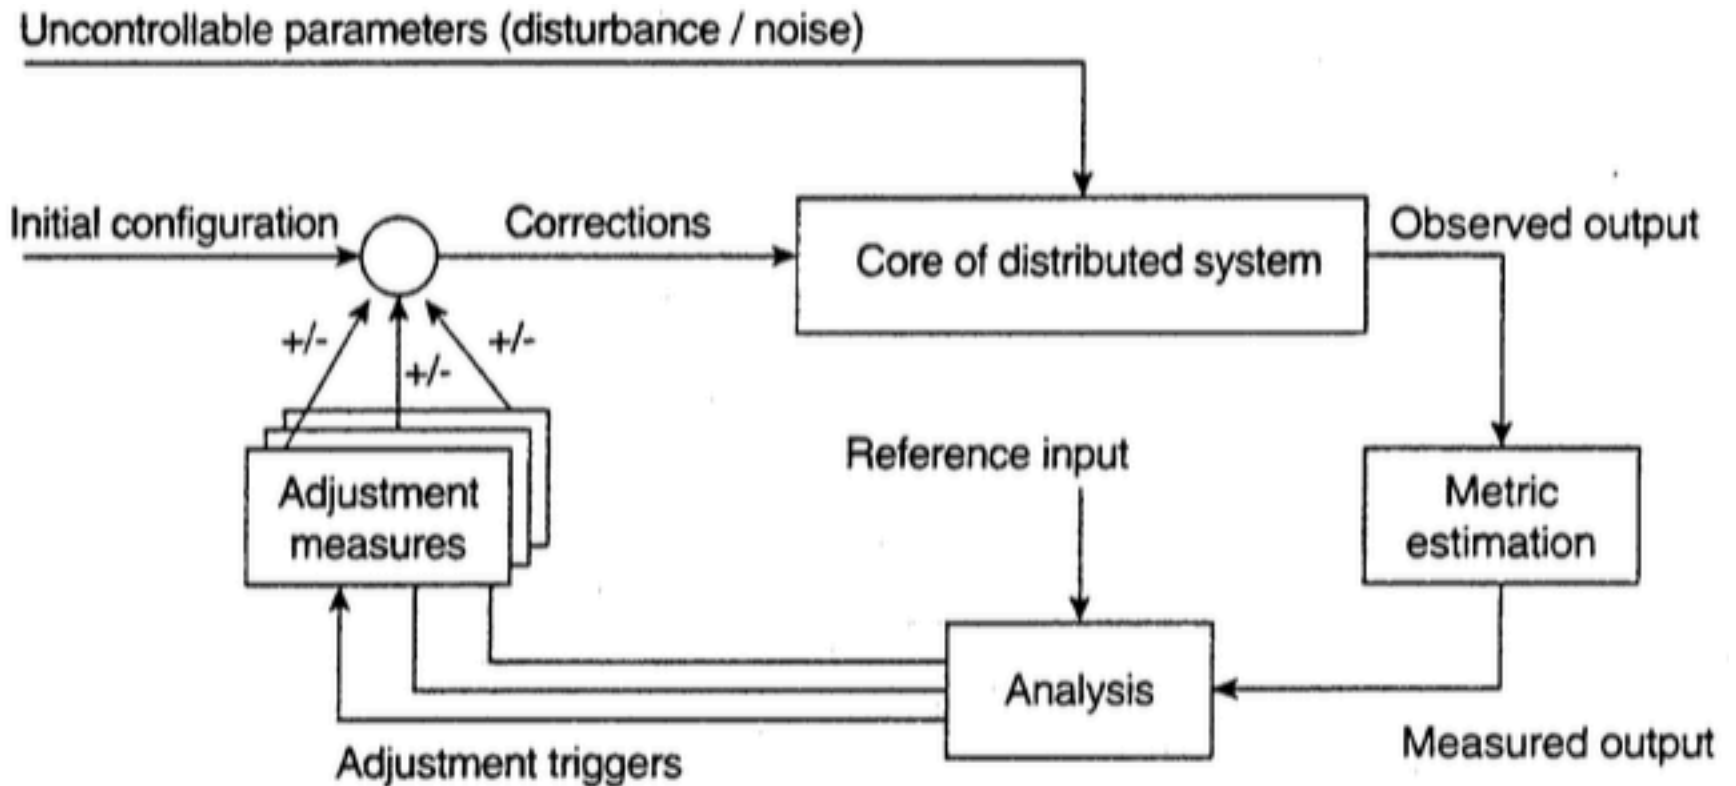 Uncontrollable parameters (disturbance / noise)
Initial configuration
Corrections
Core of distributed system
Observed output
+/-
+/-
+/-
Reference input
Adjustment
measures
Metric
estimation
Analysis
Measured output
Adjustment triggers